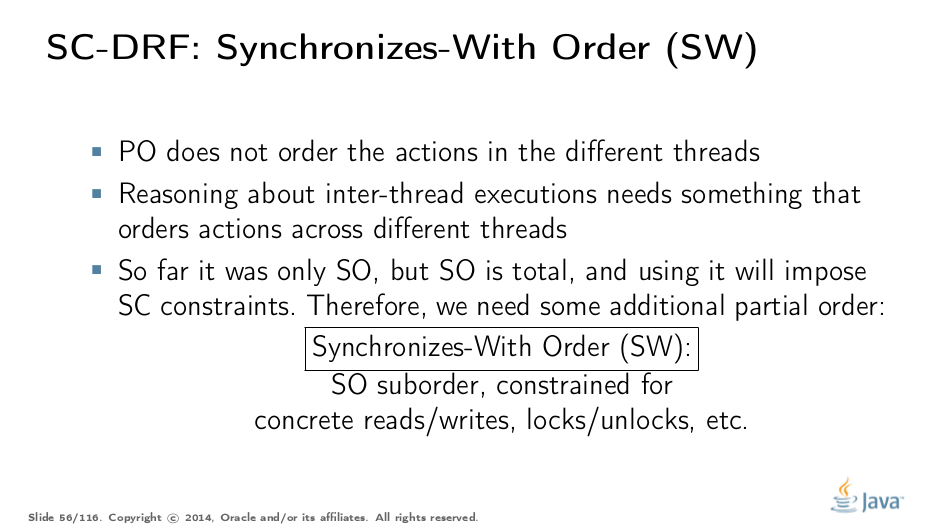 SC-DRF: Synchronizes-With Order (SW)
PO does not order the actions in the different threads
Reasoning about inter-thread executions needs something that
orders actions across different threads
So far it was only SO, but SO is total, and using it will impose
SC constraints. Therefore, we need some additional partial order:
Synchronizes-With Order (SW):
SO suborder, constrained for
concrete reads/writes, locks/unlocks, etc.
Java™
Slide 56/116. Copyright © 2014, Oracle and/or its affiliates. All rights reserved.